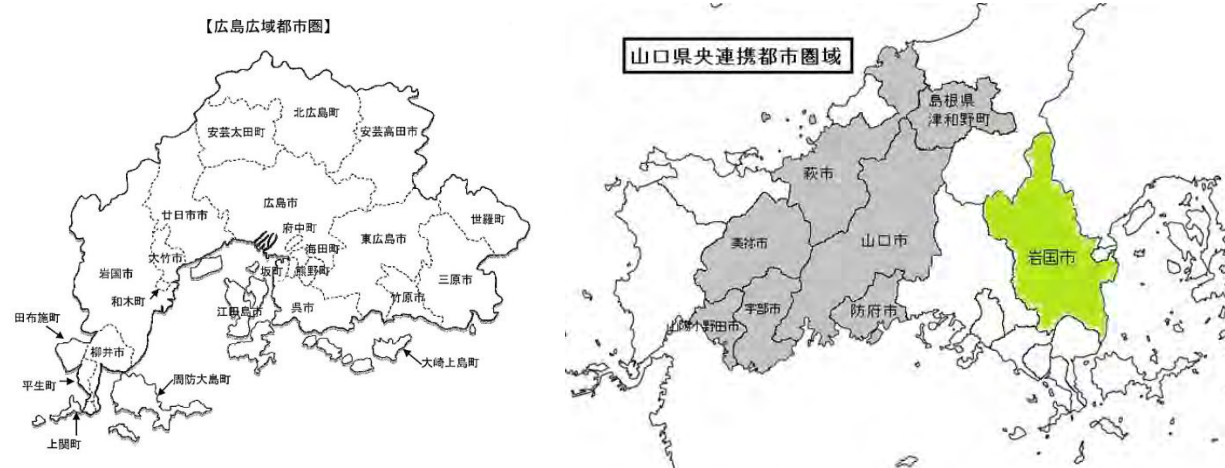 【広島広域都市圏】
北広島町
安芸太田町
安芸高田市
広島市
廿日市市
府中町
世羅町
海田町
東広島市
大竹市
岩国市
坂町
熊野町
三原市
和木町
江田島市
呉市
竹原市
田布施町
柳井市
大崎上島町
平生町
周防大島町
上関町
山口県央連携都市圏域
島根県
津和野町
萩市
美祢市
山口市
岩国市
宇部市
防府市
山陽小野田市